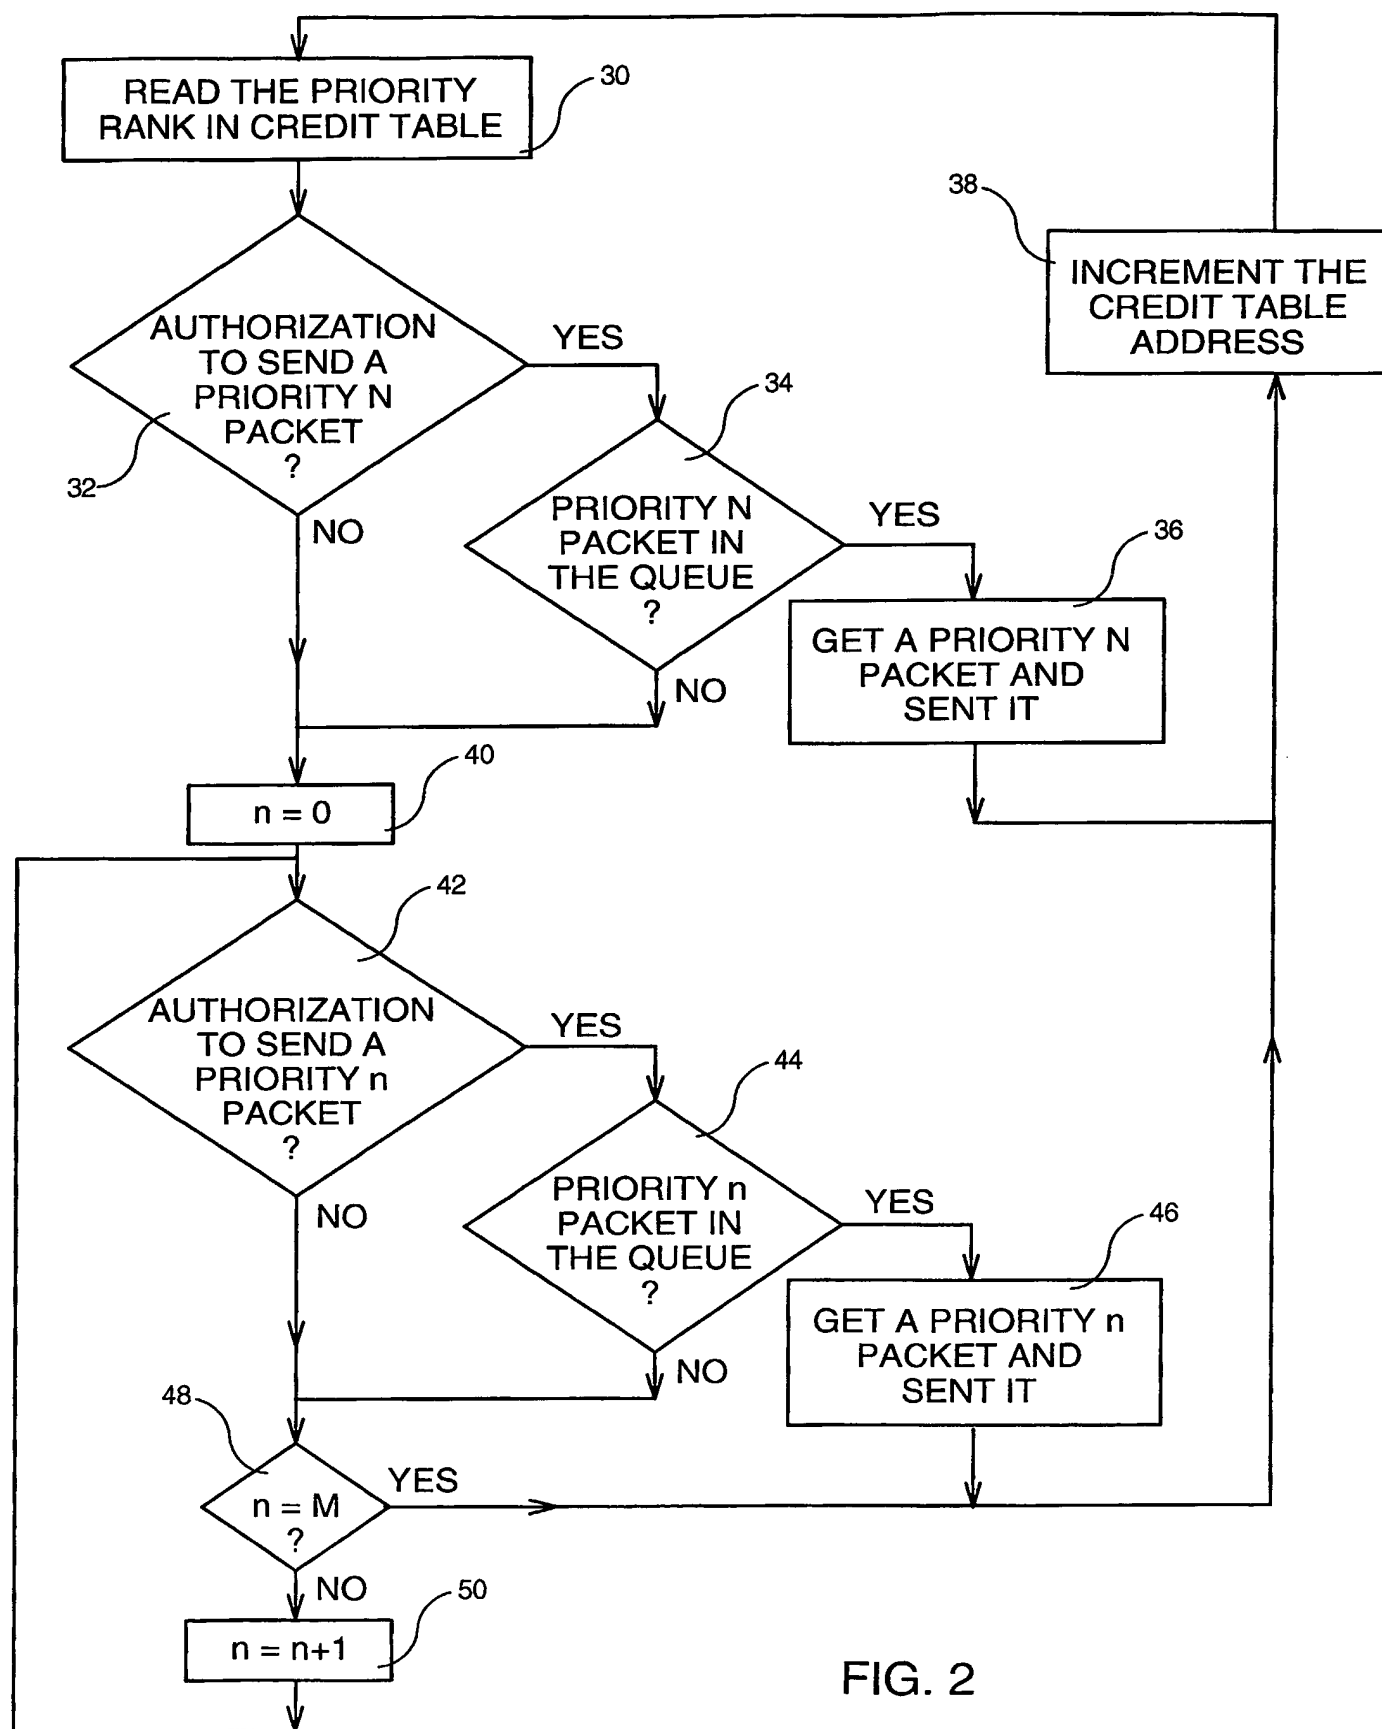 READ THE PRIORITY
RANK IN CREDIT TABLE
30
38
INCREMENT THE
CREDIT TABLE
ADDRESS
AUTHORIZATION
TO SEND A
PRIORITY N
PACKET
?
32
YES
NO
34
PRIORITY N
PACKET IN
THE QUEUE
?
YES
NO
36
GET A PRIORITY N
PACKET AND
SENT IT
40
n = 0
42
AUTHORIZATION
TO SEND A
PRIORITY n
PACKET
?
YES
NO
44
PRIORITY n
PACKET IN
THE QUEUE
?
YES
NO
46
GET A PRIORITY n
PACKET AND
SENT IT
48
n = M
?
YES
NO
50
n = n+1
FIG. 2